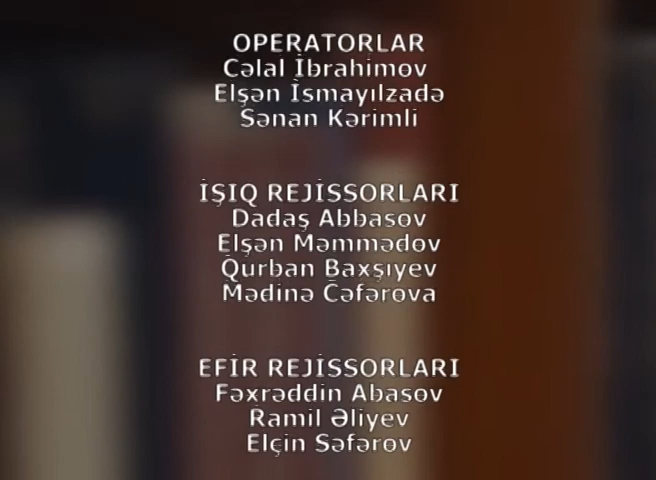 OPERATORLAR
Cəlal İbrahimov
Elşən İsmayılzadə
Sənan Kərimli
İŞIQ REJİSSORLARI
Dadaş Abbasov
Elşən Məmmədov
Qurban Baxşıyev
Mədinə Cəfərova
EFİR REJİSSORLARI
Fəxrəddin Abasov
Ramil Əliyev
Elçin Səfərov